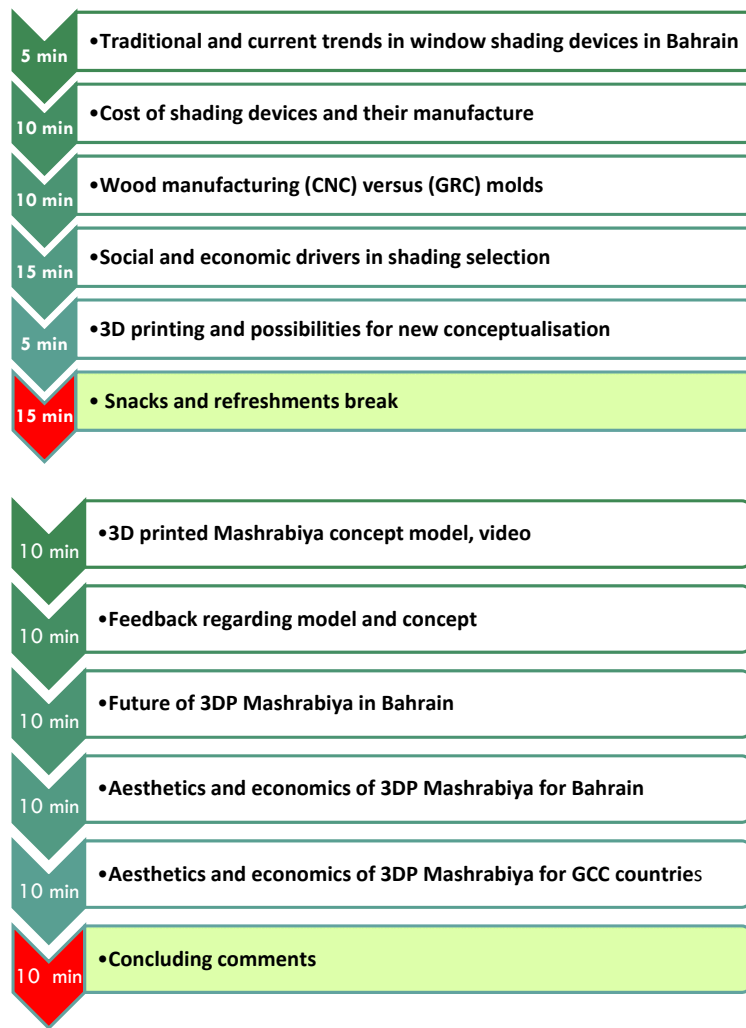 5 min
•Traditional and current trends in window shading devices in Bahrain
10 min
•Cost of shading devices and their manufacture
10 min
•Wood manufacturing (CNC) versus (GRC) molds
15 min
•Social and economic drivers in shading selection
5 min
•3D printing and possibilities for new conceptualisation
15 min
• Snacks and refreshments break
10 min
•3D printed Mashrabiya concept model, video
10 min
•Feedback regarding model and concept
10 min
•Future of 3DP Mashrabiya in Bahrain
10 min
•Aesthetics and economics of 3DP Mashrabiya for Bahrain
10 min
•Aesthetics and economics of 3DP Mashrabiya for GCC countries
10 min
•Concluding comments